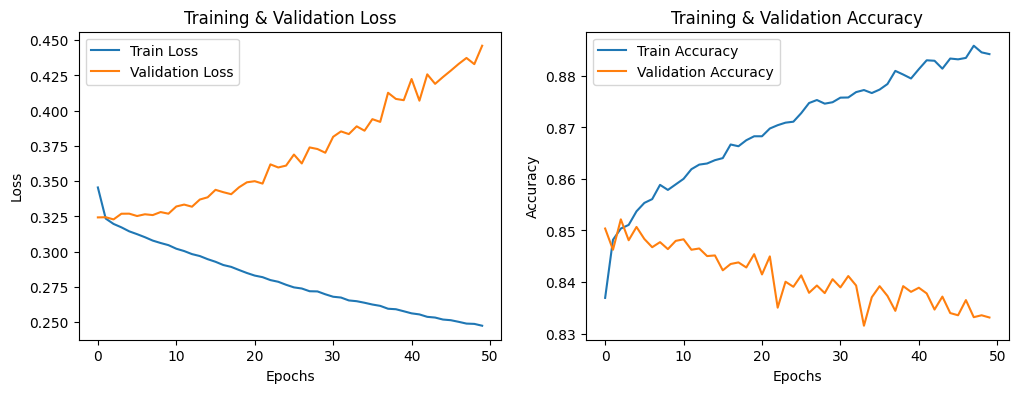 Training & Validation Loss
Train Loss
Validation Loss
0.450
0.425
0.400
0.375
0.350
0.325
0.300
0.275
0.250
Loss
0
10
20
30
40
50
Epochs
Training & Validation Accuracy
Train Accuracy
Validation Accuracy
0.88
0.87
0.86
0.85
0.84
0.83
Accuracy
0
10
20
30
40
50
Epochs